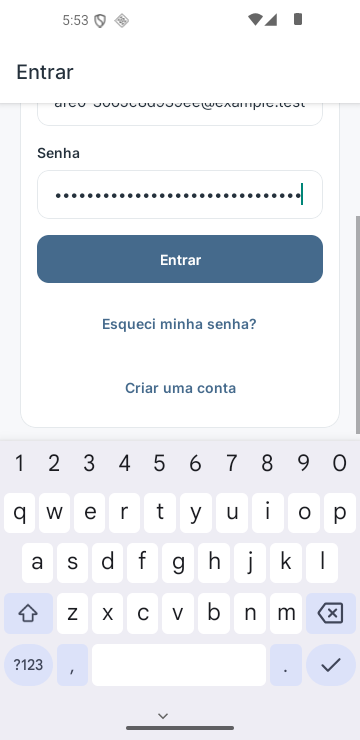 5:53
Entrar
Senha
••••••••••••••••••••••••••••••••
Entrar
Esqueci minha senha?
Criar uma conta
1 2 3 4 5 6 7 8 9 0
q w e r t y u i o p
a s d f g h j k l
z x c v b n m
?123 , .